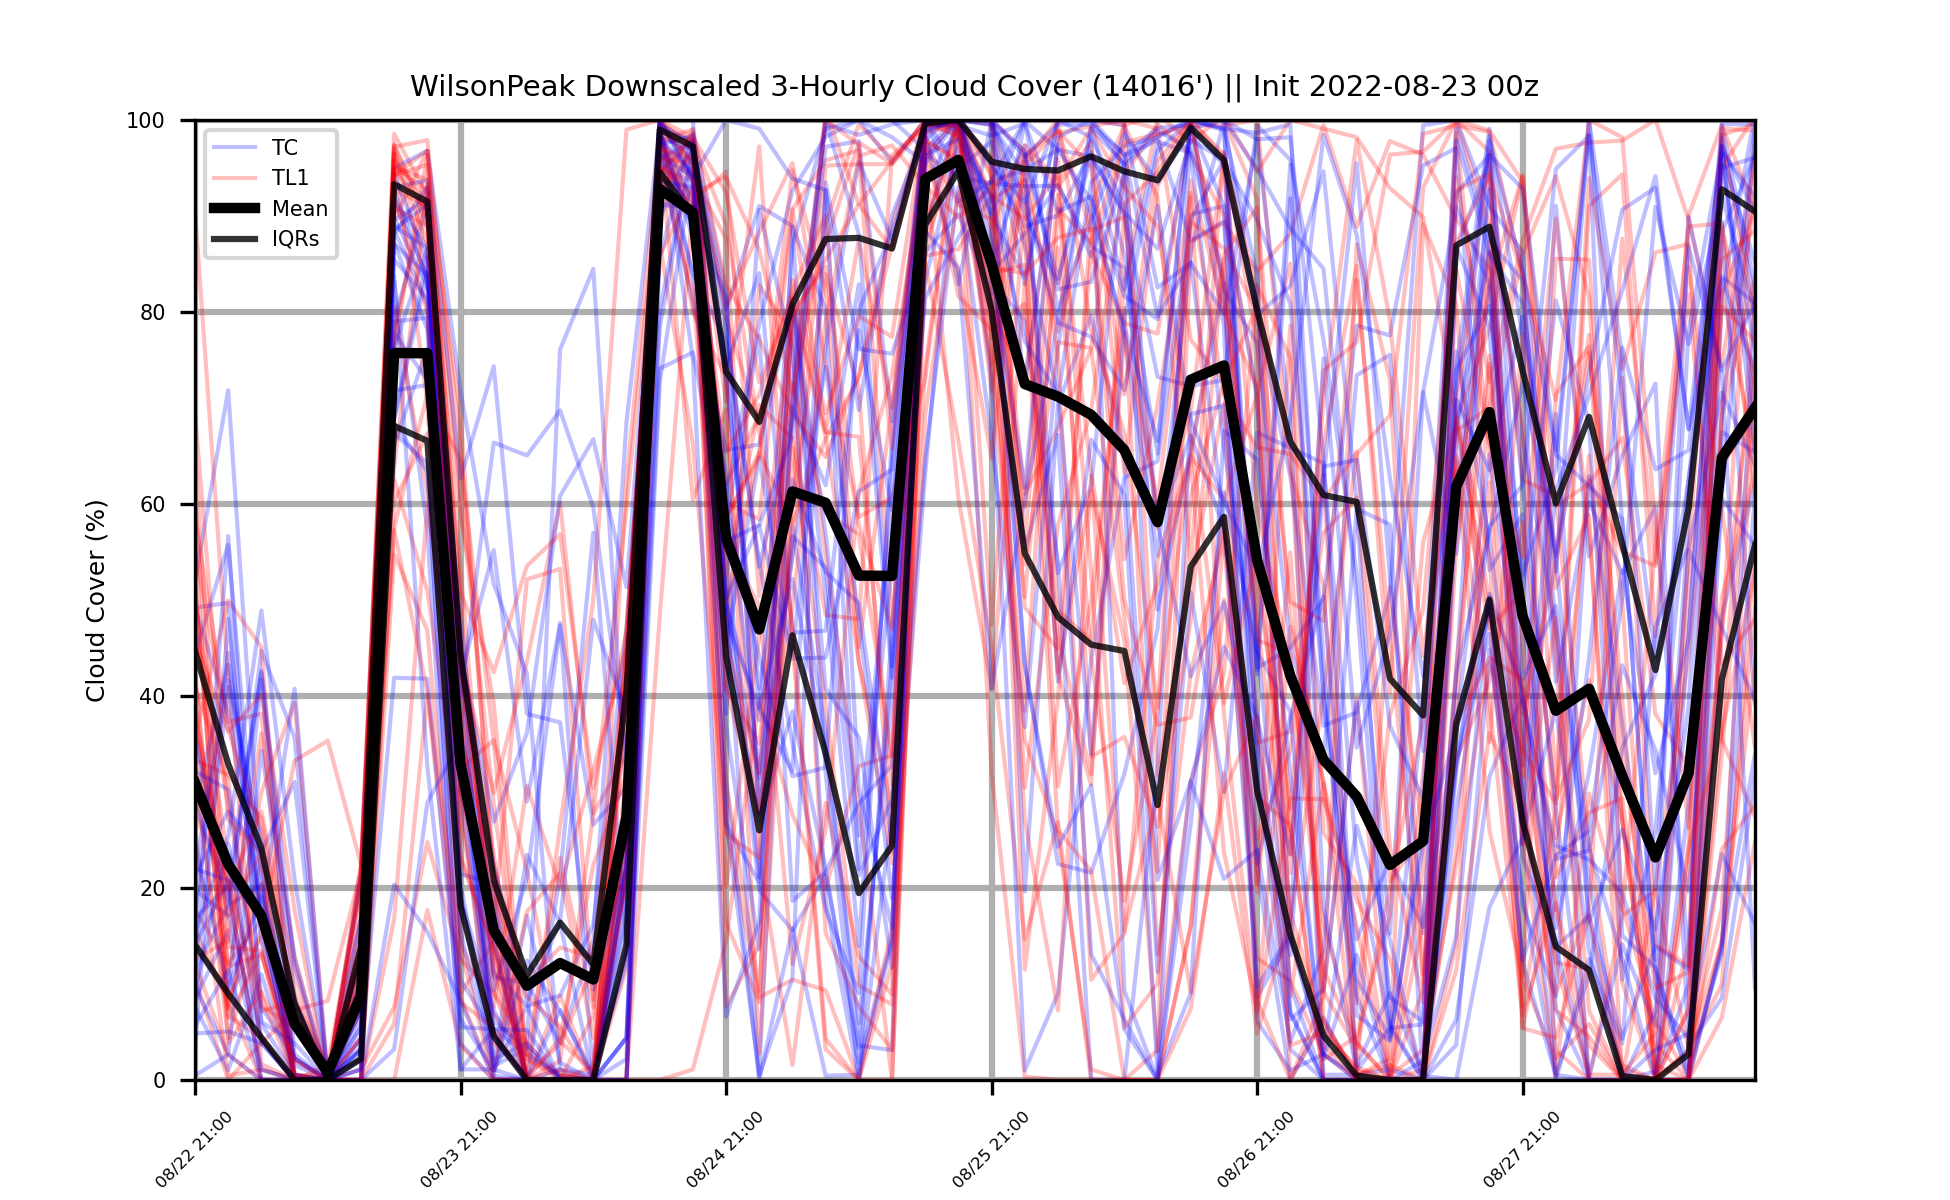 WilsonPeak Downscaled 3-Hourly Cloud Cover (14016') || Init 2022-08-23 00z
100
80
60
40
20
0
Cloud Cover (%)
TC
TL1
Mean
IQRs
08/22 21:00
08/23 21:00
08/24 21:00
08/25 21:00
08/26 21:00
08/27 21:00